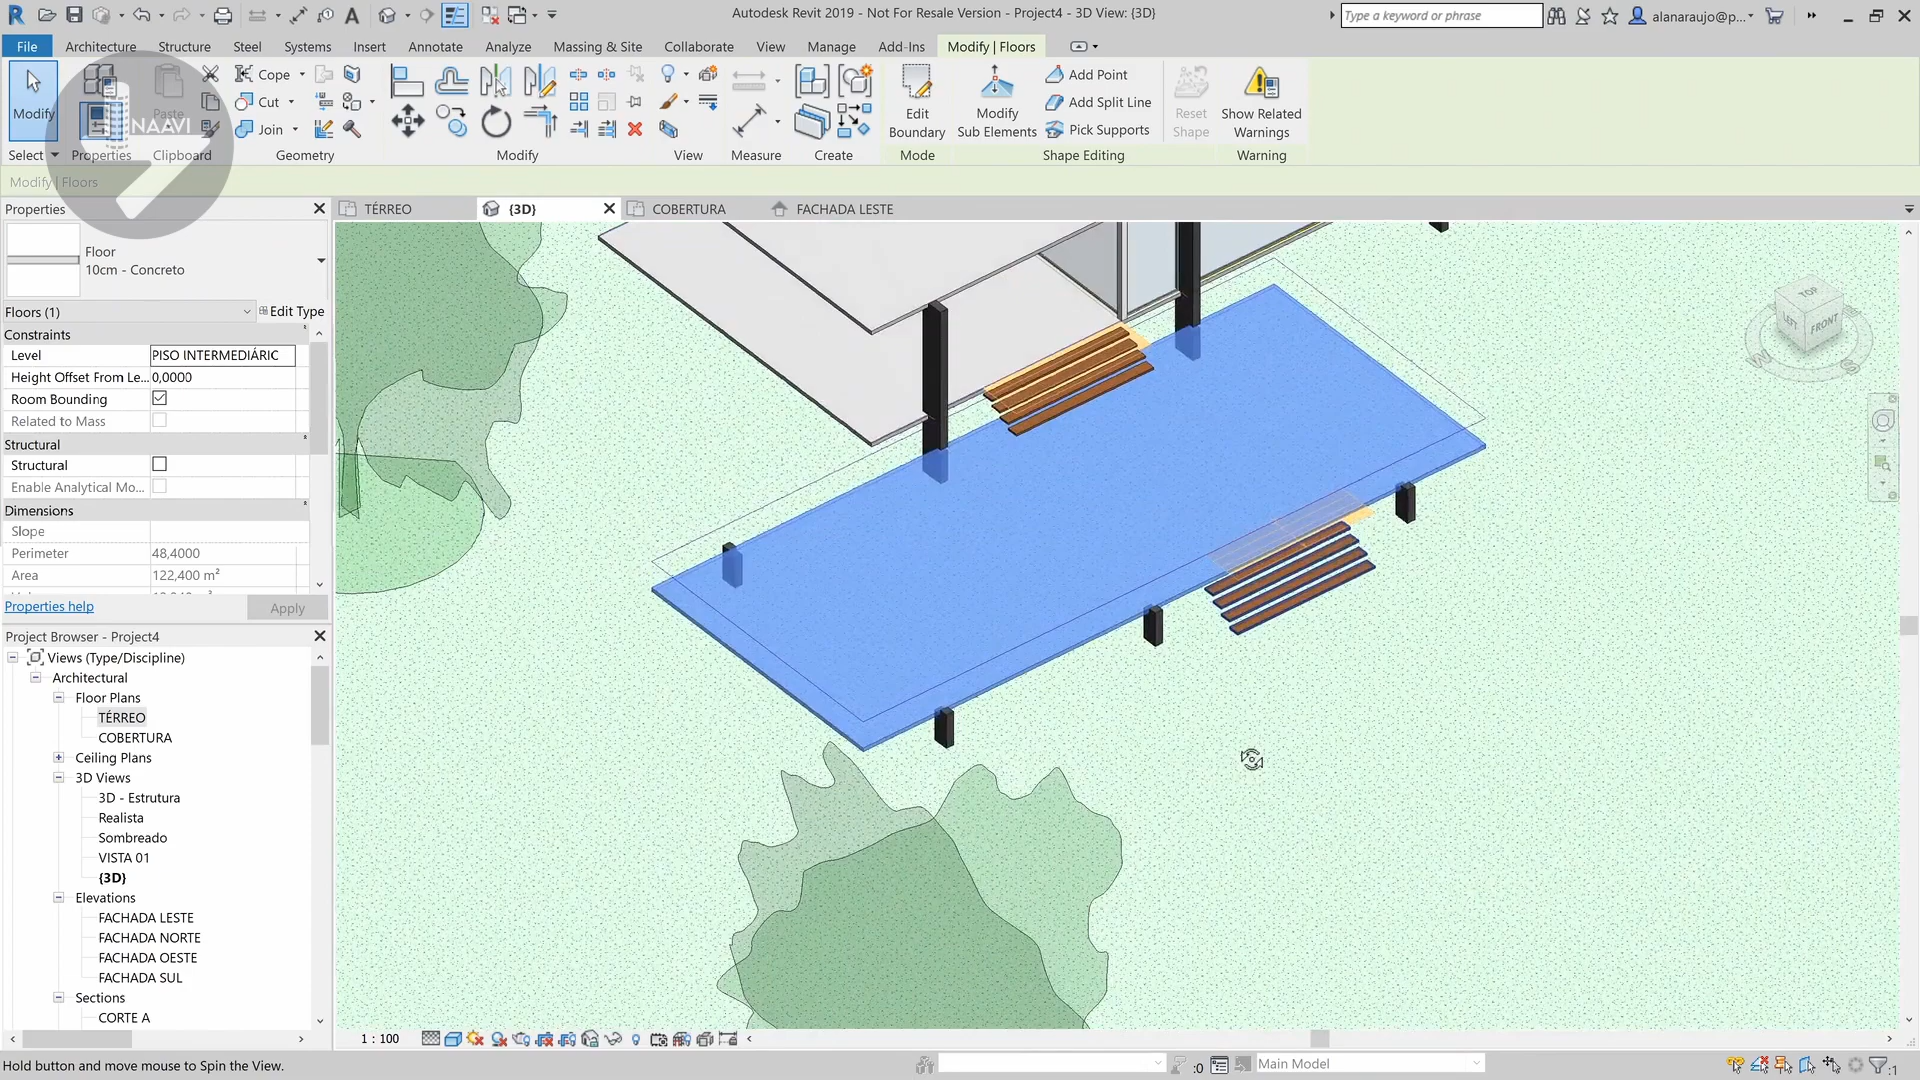 Autodesk Revit 2019 - Not For Resale Version - Project4 - 3D View: {3D}
Type a keyword or phrase
alanaraujo@p...
File Architecture Structure Steel Systems Insert Annotate Analyze Massing & Site Collaborate View Manage Add-Ins Modify | Floors
Modify
Paste
Cope
Cut
Join
Edit
Boundary
Modify
Sub Elements
Add Point
Add Split Line
Pick Supports
Reset
Shape
Show Related
Warnings
NAAVI
Select Properties Clipboard Geometry Modify View Measure Create Mode Shape Editing Warning
Modify | Floors
Properties
TÉRREO {3D} COBERTURA FACHADA LESTE
Floor
10cm - Concreto
Floors (1) Edit Type
Constraints
Level PISO INTERMEDIÁRIC
Height Offset From Le... 0,0000
Room Bounding
Related to Mass
Structural
Structural
Enable Analytical Mo...
Dimensions
Slope
Perimeter 48,4000
Area 122,400 m²
Properties help Apply
Project Browser - Project4
Views (Type/Discipline)
Architectural
Floor Plans
TÉRREO
COBERTURA
Ceiling Plans
3D Views
3D - Estrutura
Realista
Sombreado
VISTA 01
{3D}
Elevations
FACHADA LESTE
FACHADA NORTE
FACHADA OESTE
FACHADA SUL
Sections
CORTE A
TOP
LEFT FRONT
W S
1 : 100
Hold button and move mouse to Spin the View.
:0
Main Model
:1